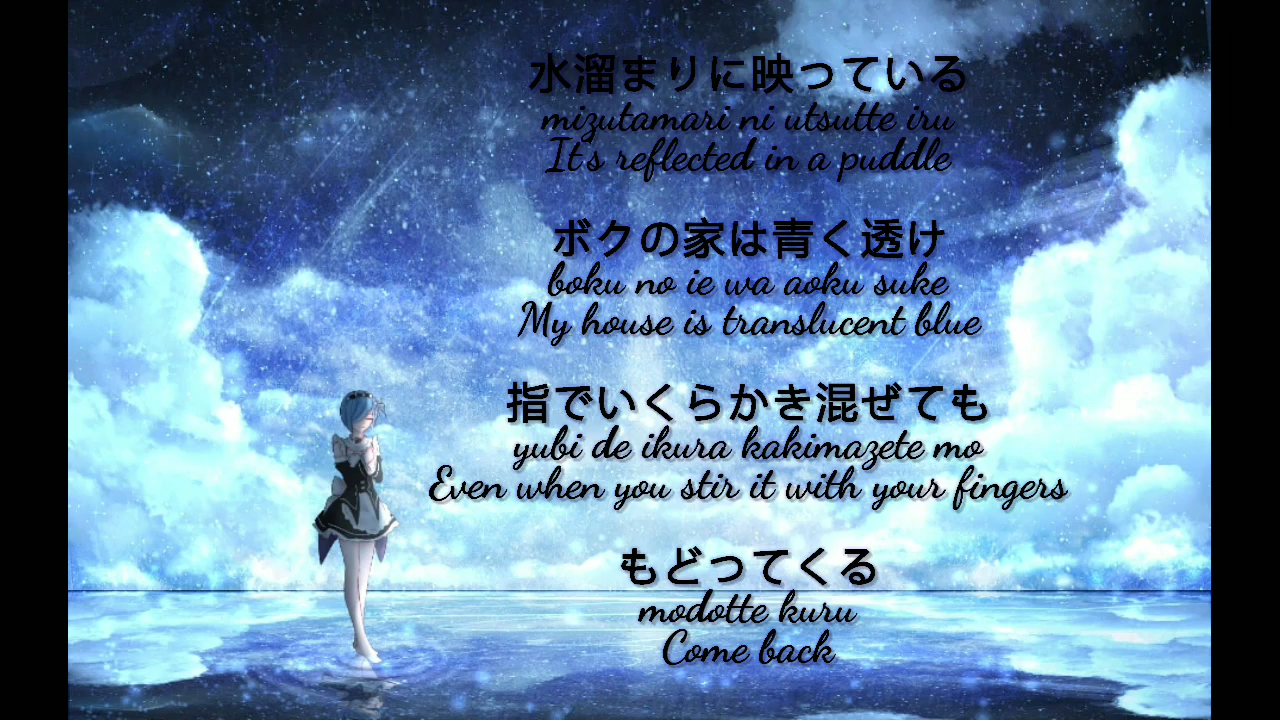 水溜まりに映っている
mizutamari ni utsutte iru
It's reflected in a puddle
ボクの家は青く透け
boku no ie wa aoku suke
My house is translucent blue
指でいくらかき混ぜても
yubi de ikura kakimazete mo
Even when you stir it with your fingers
もどってくる
modotte kuru
Come back